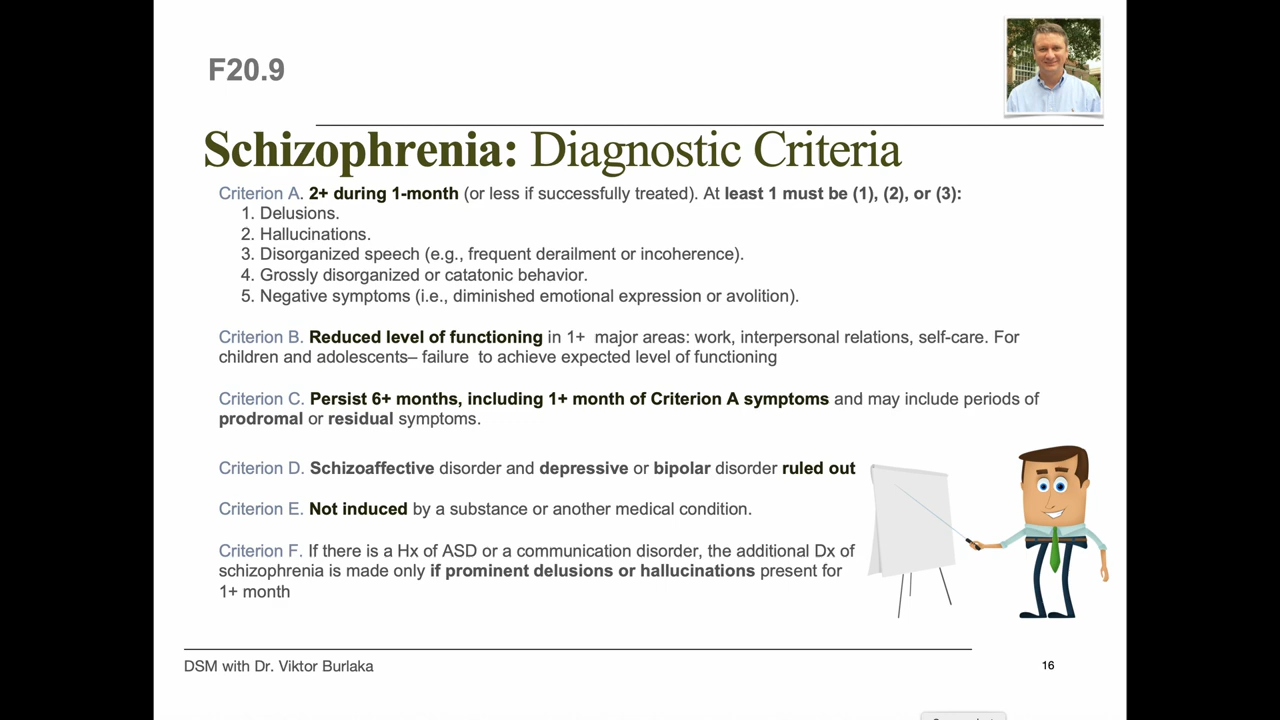 F20.9
Schizophrenia: Diagnostic Criteria
Criterion A. 2+ during 1-month (or less if successfully treated). At least 1 must be (1), (2), or (3):
1. Delusions.
2. Hallucinations.
3. Disorganized speech (e.g., frequent derailment or incoherence).
4. Grossly disorganized or catatonic behavior.
5. Negative symptoms (i.e., diminished emotional expression or avolition).
Criterion B. Reduced level of functioning in 1+ major areas: work, interpersonal relations, self-care. For
children and adolescents– failure to achieve expected level of functioning
Criterion C. Persist 6+ months, including 1+ month of Criterion A symptoms and may include periods of
prodromal or residual symptoms.
Criterion D. Schizoaffective disorder and depressive or bipolar disorder ruled out
Criterion E. Not induced by a substance or another medical condition.
Criterion F. If there is a Hx of ASD or a communication disorder, the additional Dx of
schizophrenia is made only if prominent delusions or hallucinations present for
1+ month
DSM with Dr. Viktor Burlaka
16